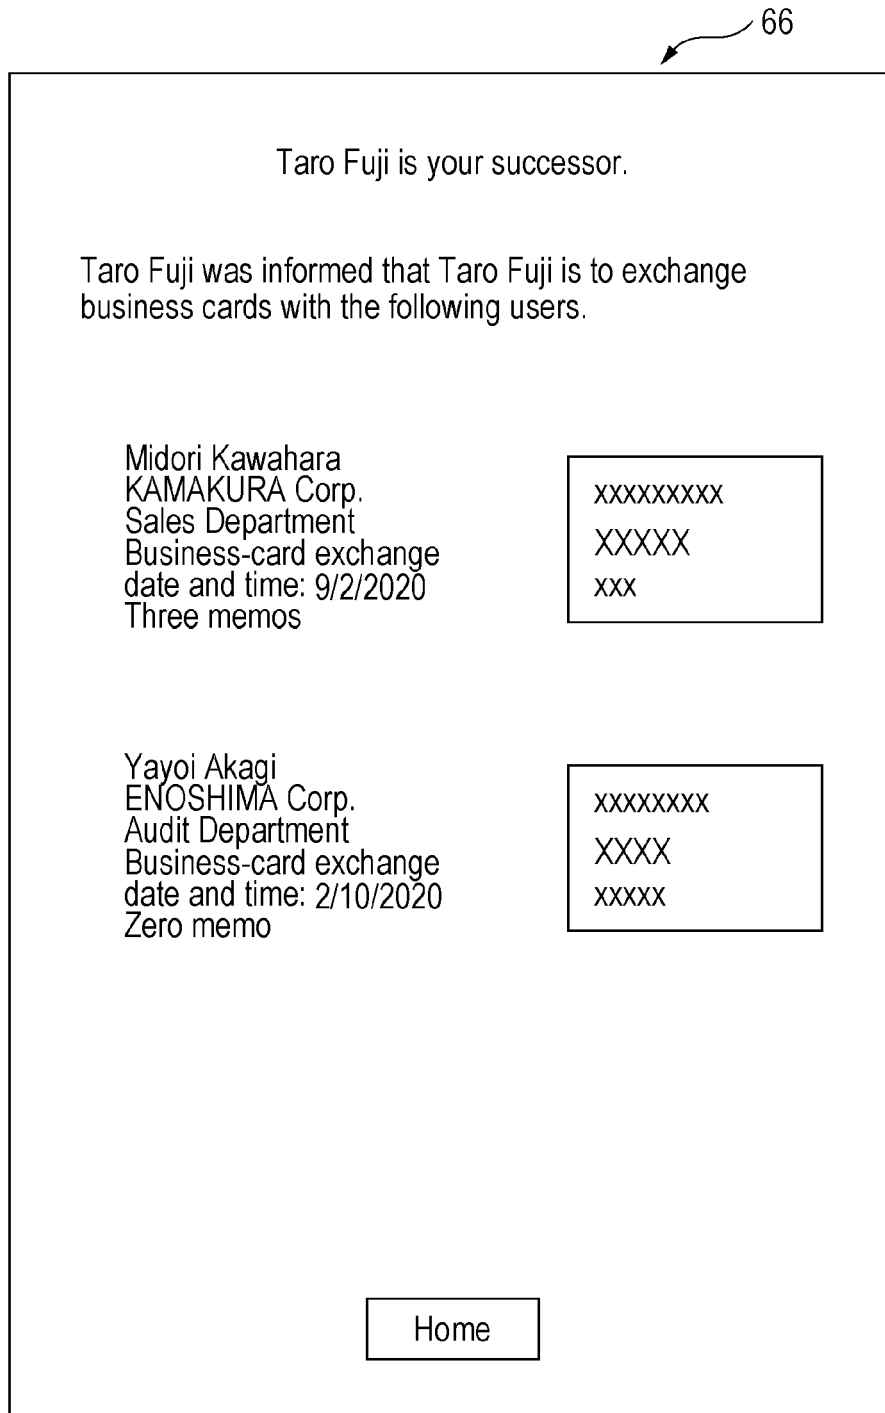 66
Taro Fuji is your successor.
Taro Fuji was informed that Taro Fuji is to exchange
business cards with the following users.
Midori Kawahara
KAMAKURA Corp.
Sales Department
Business-card exchange
date and time: 9/2/2020
Three memos
xxxxxxxxx
XXXXX
xxx
Yayoi Akagi
ENOSHIMA Corp.
Audit Department
Business-card exchange
date and time: 2/10/2020
Zero memo
xxxxxxxx
XXXX
xxxxx
Home